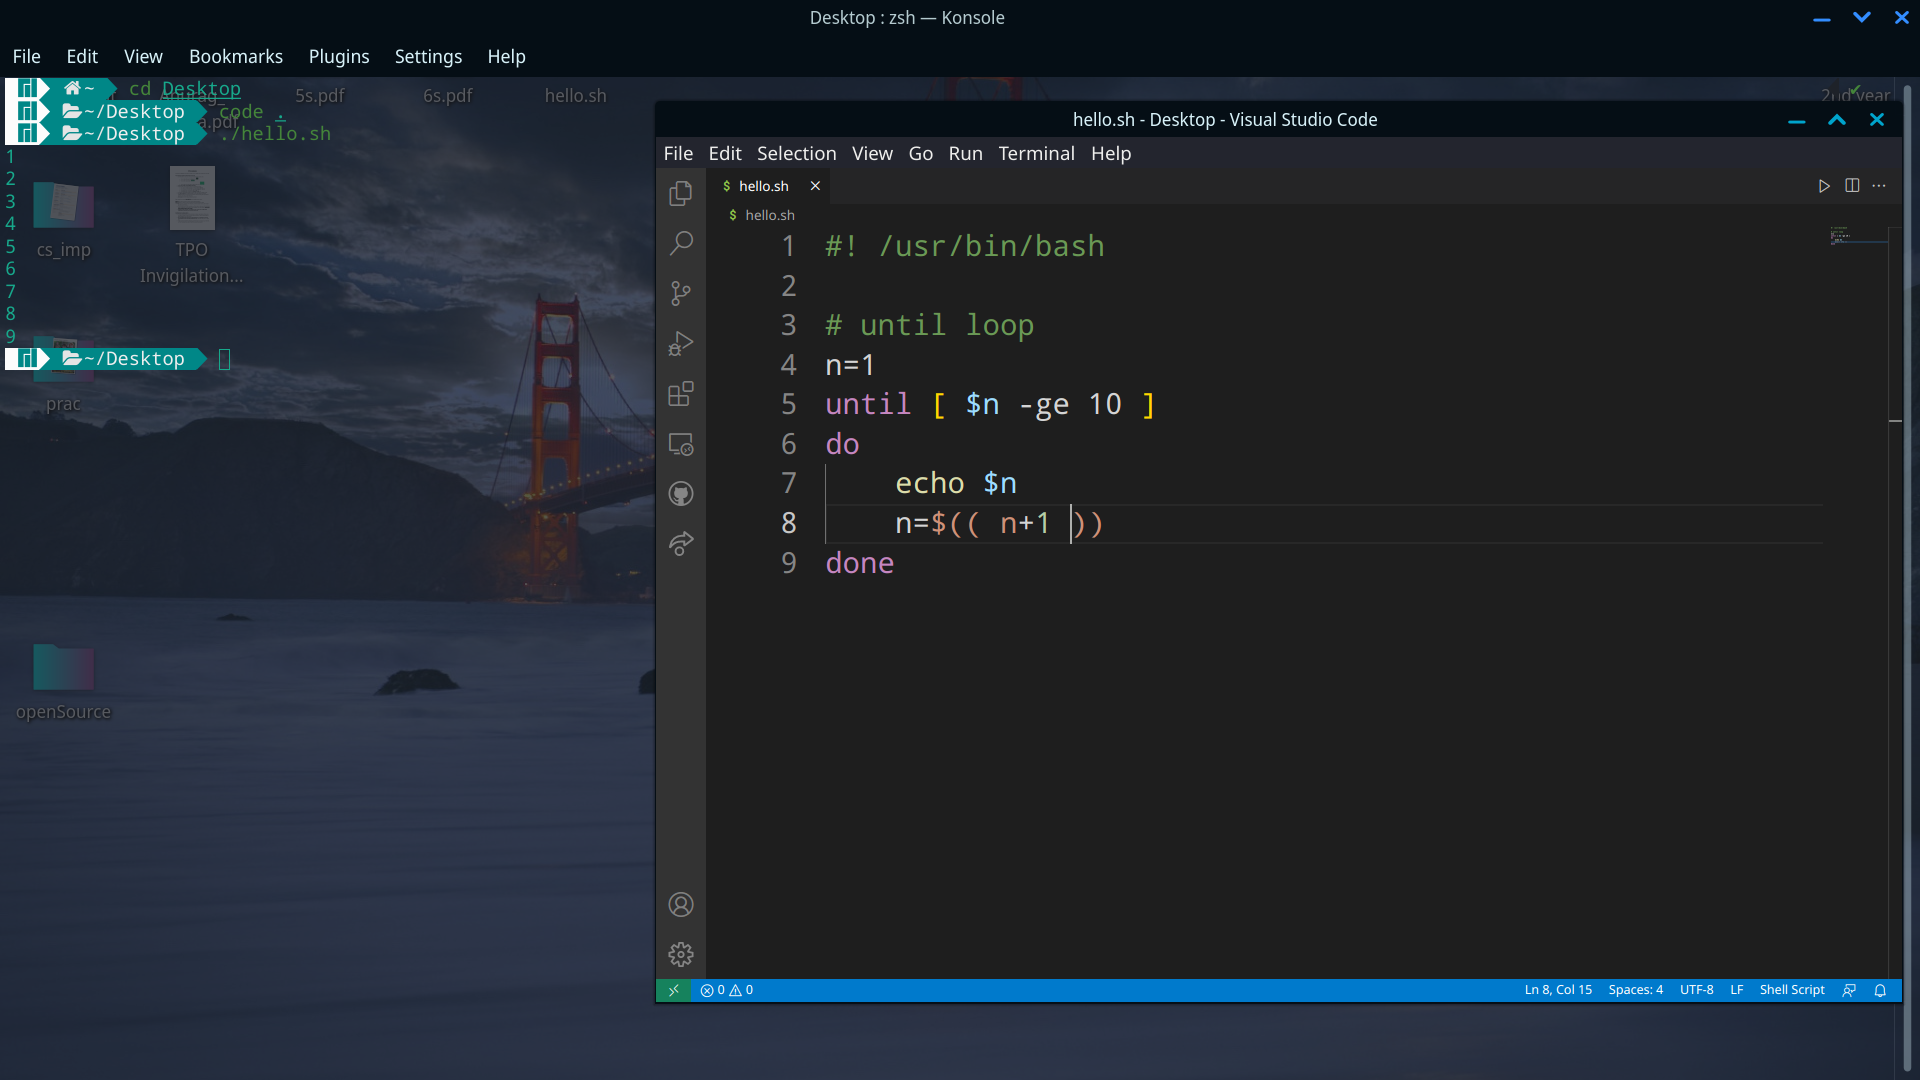 Desktop : zsh — Konsole
File Edit View Bookmarks Plugins Settings Help
~ cd Desktop
~/Desktop code .
~/Desktop ./hello.sh
1
2
3
4
5
6
7
8
9
~/Desktop
5s.pdf
6s.pdf
hello.sh
a.pdf
cs_imp
TPO
Invigilation...
prac
openSource
year
hello.sh - Desktop - Visual Studio Code
File Edit Selection View Go Run Terminal Help
$ hello.sh
$ hello.sh
1 #! /usr/bin/bash
2
3 # until loop
4 n=1
5 until [ $n -ge 10 ]
6 do
7     echo $n
8     n=$(( n+1 ))
9 done
0 0 Ln 8, Col 15 Spaces: 4 UTF-8 LF Shell Script